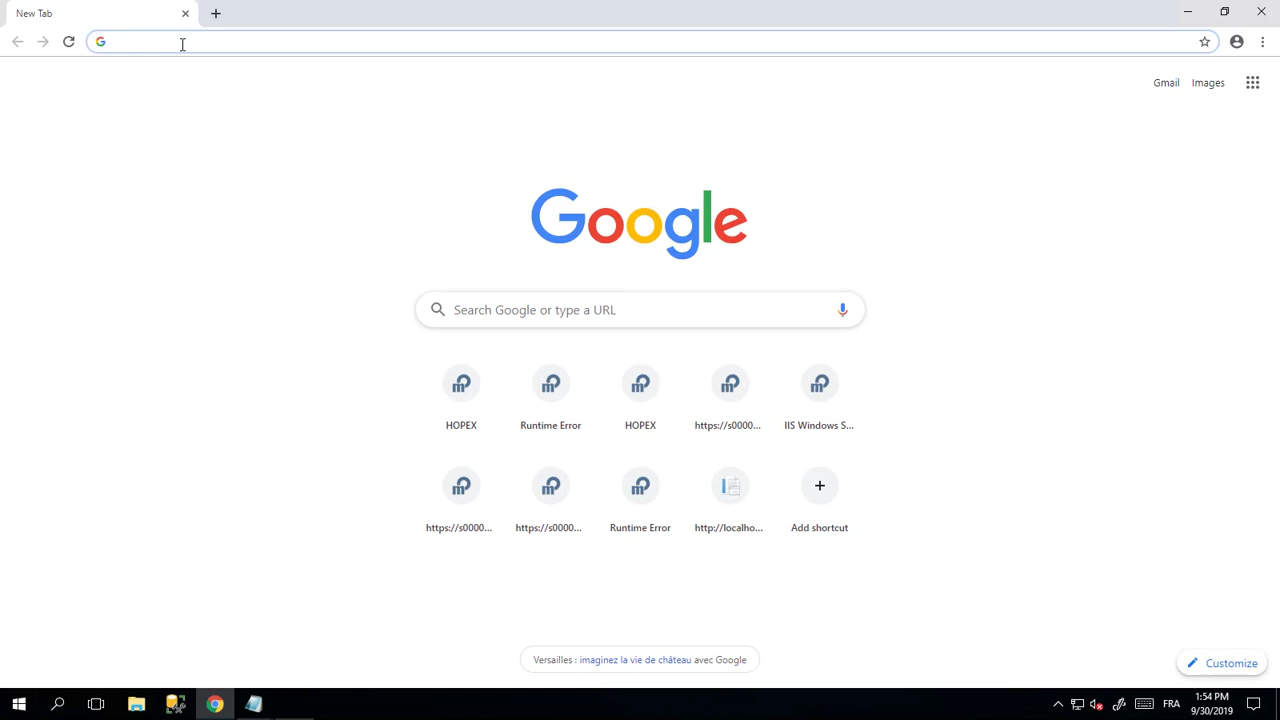 New Tab
Gmail Images
Google
Search Google or type a URL
HOPEX Runtime Error HOPEX https://s0000... IIS Windows S...
https://s0000... https://s0000... Runtime Error http://localho... Add shortcut
Versailles : imaginez la vie de château avec Google
Customize
FRA
1:54 PM
9/30/2019